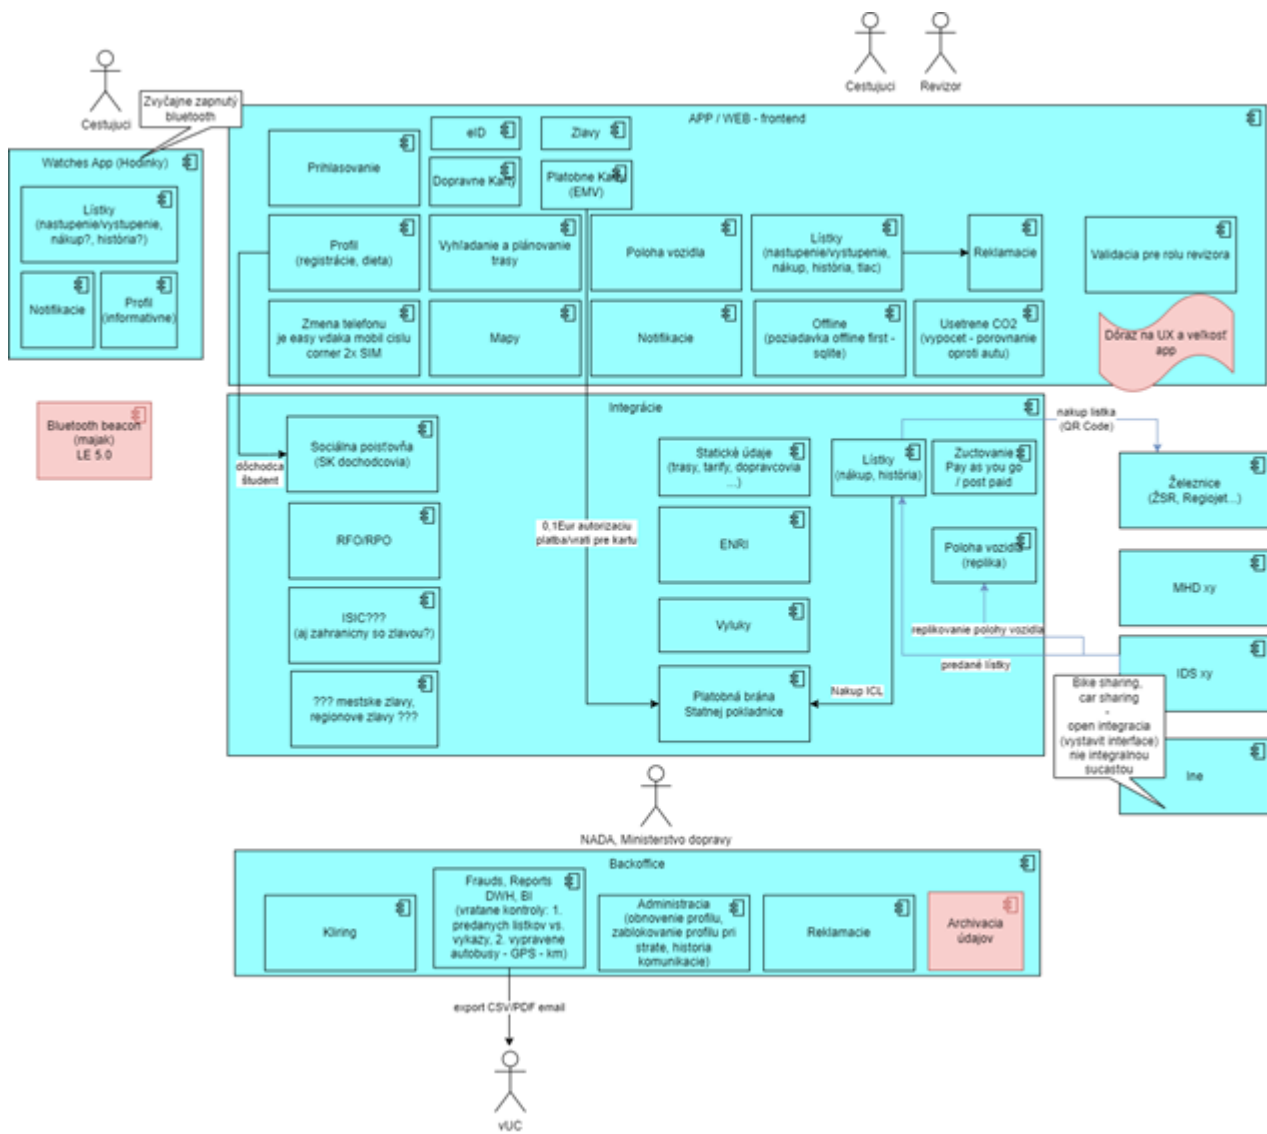 Cestujuci
Revizor
Cestujuci
Zvyčajne zapnutý
bluetooth
Watches App (Hodinky)
Lístky
(nastupenie/vystupenie,
nákup?, história?)
Notifikacie
Profil
(informativne)
Bluetooth beacon
(majak)
LE 5.0
APP / WEB - frontend
Prihlasovanie
eID
Zlavy
Dopravne Karty
Platobne Karty
(EMV)
Profil
(registrácie, dieta)
Vyhľadanie a plánovanie
trasy
Poloha vozidla
Lístky
(nastupenie/vystupenie,
nákup, história, tlac)
Reklamacie
Validacia pre rolu revizora
Zmena telefonu
je easy vdaka mobil cislu
corner 2x SIM
Mapy
Notifikacie
Offline
(poziadavka offline first -
sqlite)
Usetrene CO2
(vypocet - porovnanie
oproti autu)
Dôraz na UX a veľkosť
app
Integrácie
dôchodca
študent
Sociálna poisťovňa
(SK dochodcovia)
RFO/RPO
ISIC???
(aj zahranicny so zlavou?)
??? mestske zlavy,
regionove zlavy ???
0,1Eur autorizaciu
platba/vrati pre kartu
Statické údaje
(trasy, tarify, dopravcovia
...)
ENRI
Vyluky
Platobná brána
Statnej pokladnice
Lístky
(nákup, história)
Zuctovanie
Pay as you go
/ post paid
Poloha vozidla
(replika)
replikovanie polohy vozidla
predané lístky
Nakup ICL
nakup listka
(QR Code)
Železnice
(ŽSR, Regiojet...)
MHD xy
IDS xy
Bike sharing,
car sharing
-
open integracia
(vystavit interface)
nie integrálnou
sucastou
Ine
NADA, Ministerstvo dopravy
Backoffice
Kliring
Frauds, Reports
DWH, BI
(vratane kontroly: 1.
predanych listkov vs.
vykazy, 2. vypravene
autobusy - GPS - km)
Administracia
(obnovenie profilu,
zablokovanie profilu pri
strate, historia
komunikacie)
Reklamacie
Archivacia
údajov
export CSV/PDF email
vUC